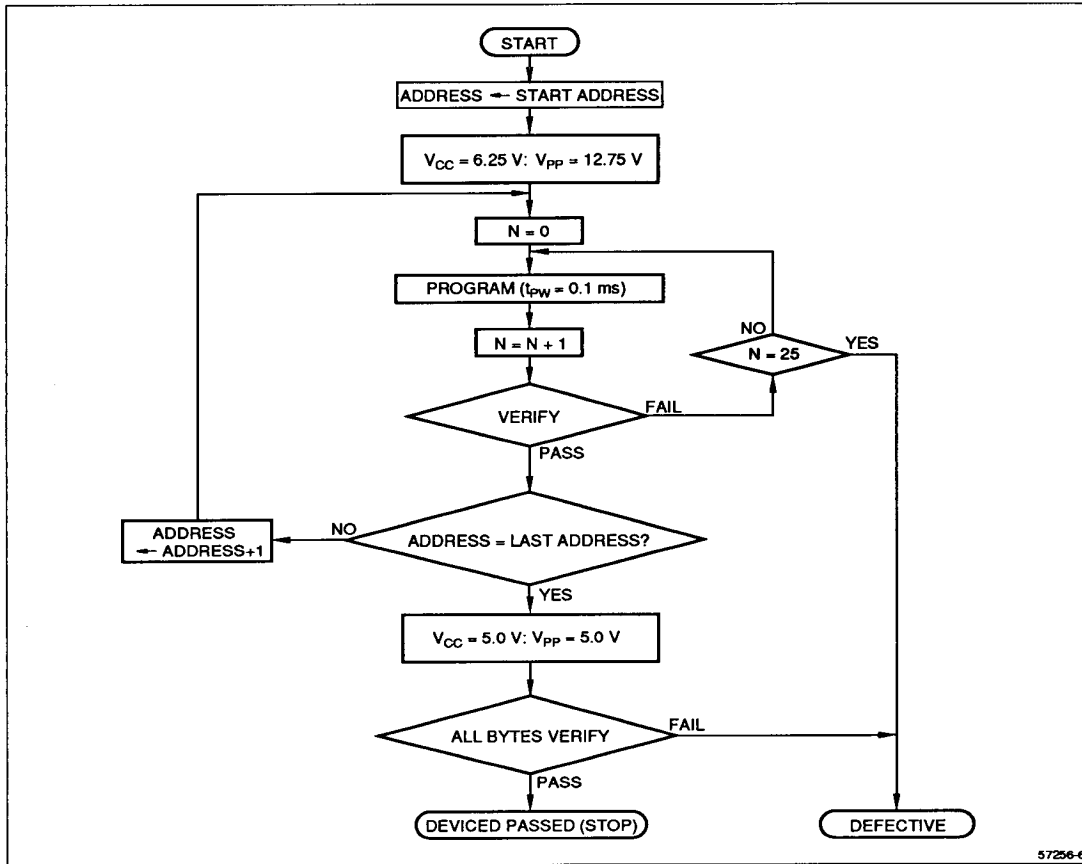 START
ADDRESS ← START ADDRESS
V_CC = 6.25 V: V_PP = 12.75 V
N = 0
PROGRAM (t_PW = 0.1 ms)
NO
YES
N = N + 1
N = 25
FAIL
VERIFY
PASS
ADDRESS
← ADDRESS+1
NO
ADDRESS = LAST ADDRESS?
YES
V_CC = 5.0 V: V_PP = 5.0 V
FAIL
ALL BYTES VERIFY
PASS
DEVICED PASSED (STOP)
DEFECTIVE
57256-6